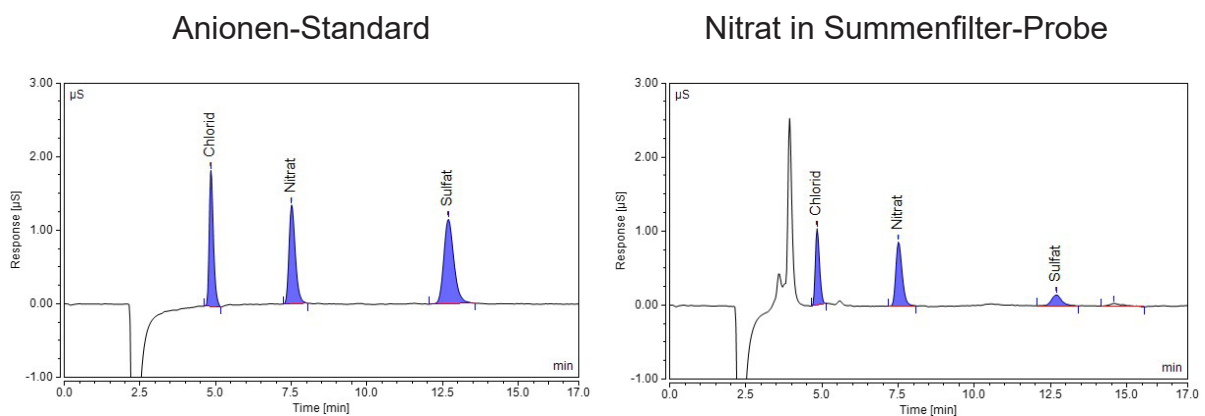 Anionen-Standard
3.00
µS
2.00
1.00
0.00
-1.00
Response [µS]
Chlorid
Nitrat
Sulfat
min
0.0 2.5 5.0 7.5 10.0 12.5 15.0 17.0
Time [min]
Nitrat in Summenfilter-Probe
3.00
µS
2.00
1.00
0.00
-1.00
Response [µS]
Chlorid
Nitrat
Sulfat
min
0.0 2.5 5.0 7.5 10.0 12.5 15.0 17.0
Time [min]